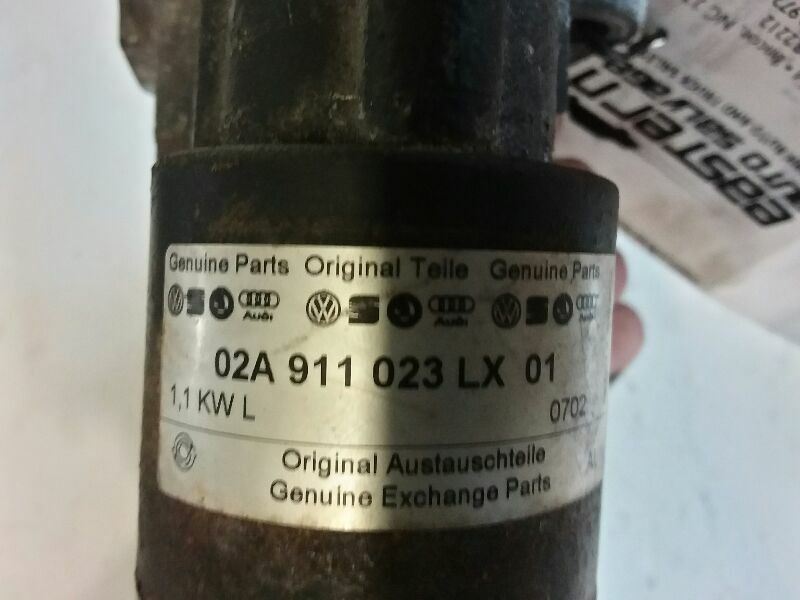 Genuine Parts Original Teile Genuine Parts
Audi Audi
02A 911 023 LX 01
1,1 KW L 0702
Original Austauschteile
Genuine Exchange Parts
eastern
AUTO SALVAGE